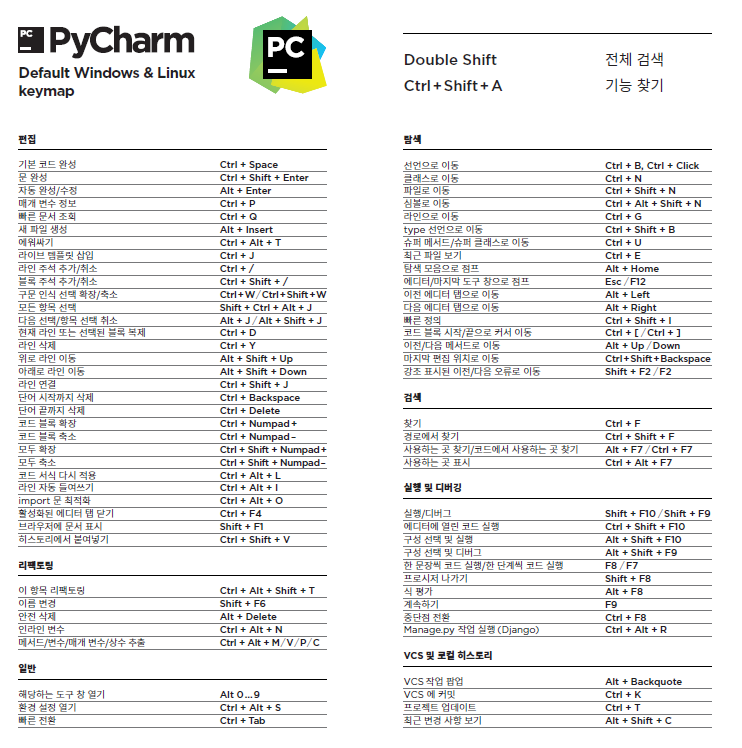 PC PyCharm
Default Windows & Linux
keymap
PC
Double Shift 전체 검색
Ctrl + Shift + A 기능 찾기
편집
기본 코드 완성 Ctrl + Space
문 완성 Ctrl + Shift + Enter
자동 완성/수정 Alt + Enter
매개 변수 정보 Ctrl + P
빠른 문서 조회 Ctrl + Q
새 파일 생성 Alt + Insert
에워싸기 Ctrl + Alt + T
라이브 템플릿 삽입 Ctrl + J
라인 주석 추가/취소 Ctrl + /
블록 주석 추가/취소 Ctrl + Shift + /
구문 인식 선택 확장/축소 Ctrl+W/Ctrl+Shift+W
모든 항목 선택 Shift + Ctrl + Alt + J
다음 선택/항목 선택 취소 Alt + J / Alt + Shift + J
현재 라인 또는 선택된 블록 복제 Ctrl + D
라인 삭제 Ctrl + Y
위로 라인 이동 Alt + Shift + Up
아래로 라인 이동 Alt + Shift + Down
라인 연결 Ctrl + Shift + J
단어 시작까지 삭제 Ctrl + Backspace
단어 끝까지 삭제 Ctrl + Delete
코드 블록 확장 Ctrl + Numpad+
코드 블록 축소 Ctrl + Numpad-
모두 확장 Ctrl + Shift + Numpad+
모두 축소 Ctrl + Shift + Numpad-
코드 서식 다시 적용 Ctrl + Alt + L
라인 자동 들여쓰기 Ctrl + Alt + I
import 문 최적화 Ctrl + Alt + O
활성화된 에디터 탭 닫기 Ctrl + F4
브라우저에 문서 표시 Shift + F1
히스토리에서 붙여넣기 Ctrl + Shift + V
리팩토링
이 항목 리팩토링 Ctrl + Alt + Shift + T
이름 변경 Shift + F6
안전 삭제 Alt + Delete
인라인 변수 Ctrl + Alt + N
메서드/변수/매개 변수/상수 추출 Ctrl + Alt + M/V/P/C
일반
해당하는 도구 창 열기 Alt 0...9
환경 설정 열기 Ctrl + Alt + S
빠른 전환 Ctrl + Tab
탐색
선언으로 이동 Ctrl + B, Ctrl + Click
클래스로 이동 Ctrl + N
파일로 이동 Ctrl + Shift + N
심볼로 이동 Ctrl + Alt + Shift + N
라인으로 이동 Ctrl + G
type 선언으로 이동 Ctrl + Shift + B
슈퍼 메서드/슈퍼 클래스로 이동 Ctrl + U
최근 파일 보기 Ctrl + E
탐색 모음으로 점프 Alt + Home
에디터/마지막 도구 창으로 점프 Esc / F12
이전 에디터 탭으로 이동 Alt + Left
다음 에디터 탭으로 이동 Alt + Right
빠른 정의 Ctrl + Shift + I
코드 블록 시작/끝으로 커서 이동 Ctrl + [ / Ctrl + ]
이전/다음 메서드로 이동 Alt + Up / Down
마지막 편집 위치로 이동 Ctrl+Shift+Backspace
강조 표시된 이전/다음 오류로 이동 Shift + F2 / F2
검색
찾기 Ctrl + F
경로에서 찾기 Ctrl + Shift + F
사용하는 곳 찾기/코드에서 사용하는 곳 찾기 Alt + F7 / Ctrl + F7
사용하는 곳 표시 Ctrl + Alt + F7
실행 및 디버깅
실행/디버그 Shift + F10 / Shift + F9
에디터에 열린 코드 실행 Ctrl + Shift + F10
구성 선택 및 실행 Alt + Shift + F10
구성 선택 및 디버그 Alt + Shift + F9
한 문장씩 코드 실행/한 단계씩 코드 실행 F8 / F7
프로시저 나가기 Shift + F8
식 평가 Alt + F8
계속하기 F9
중단점 전환 Ctrl + F8
Manage.py 작업 실행 (Django) Ctrl + Alt + R
VCS 및 로컬 히스토리
VCS 작업 팝업 Alt + Backquote
VCS 에 커밋 Ctrl + K
프로젝트 업데이트 Ctrl + T
최근 변경 사항 보기 Alt + Shift + C